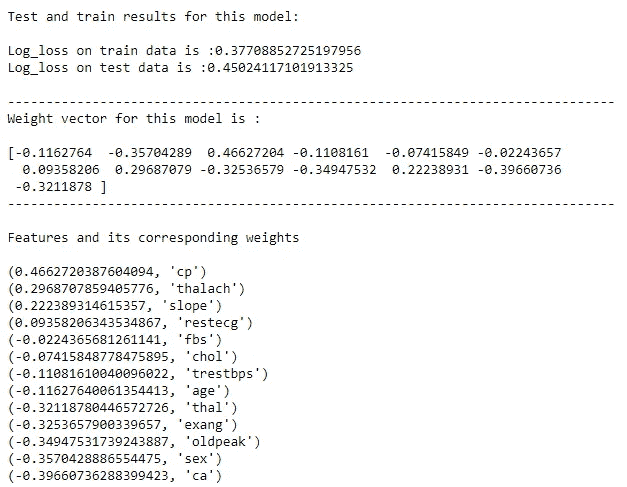 Test and train results for this model:
Log_loss on train data is :0.37708852725197956
Log_loss on test data is :0.45024117101913325
--------------------------------------------------------------------------------
Weight vector for this model is :
[-0.1162764  -0.35704289  0.46627204 -0.1108161  -0.07415849 -0.02243657
  0.09358206  0.29687079 -0.32536579 -0.34947532  0.22238931 -0.39660736
 -0.3211878 ]
--------------------------------------------------------------------------------
Features and its corresponding weights
(0.4662720387604094, 'cp')
(0.2968707859405776, 'thalach')
(0.222389314615357, 'slope')
(0.09358206343534867, 'restecg')
(-0.0224365681261141, 'fbs')
(-0.07415848778475895, 'chol')
(-0.11081610040096022, 'trestbps')
(-0.11627640061354413, 'age')
(-0.32118780446572726, 'thal')
(-0.3253657900339657, 'exang')
(-0.34947531739243887, 'oldpeak')
(-0.3570428886554475, 'sex')
(-0.39660736288399423, 'ca')